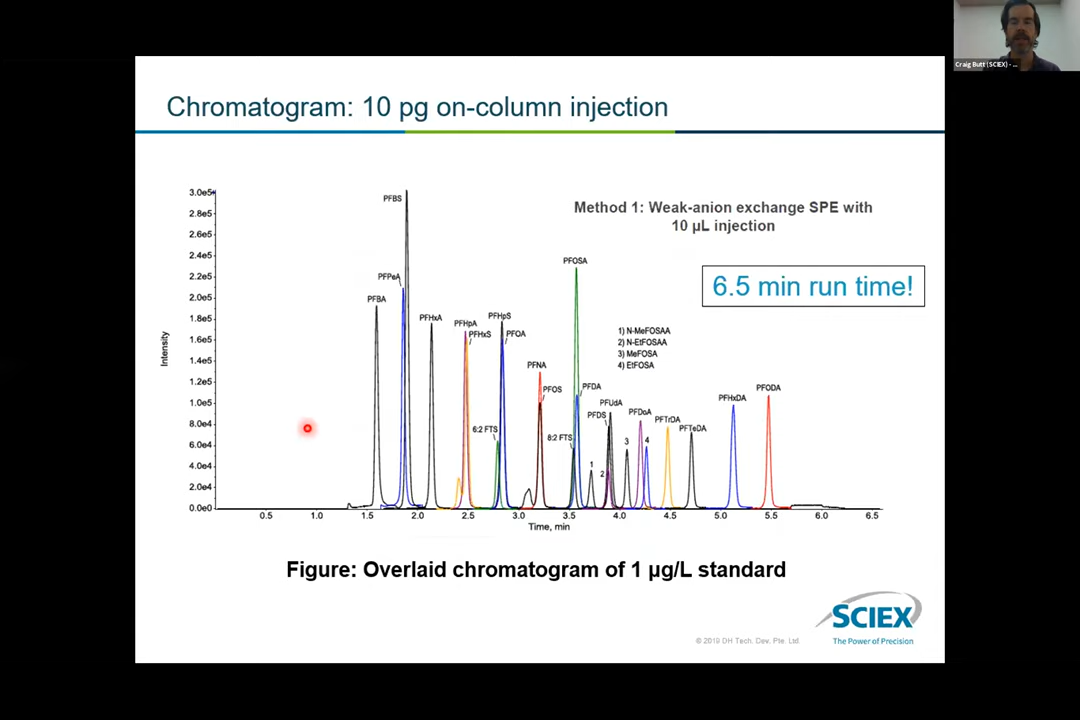 Craig Butt (SCIEX) - ...
Chromatogram: 10 pg on-column injection
Method 1: Weak-anion exchange SPE with
10 µL injection
6.5 min run time!
3.0e5
2.8e5
2.6e5
2.4e5
2.2e5
2.0e5
1.8e5
1.6e5
1.4e5
1.2e5
1.0e5
8.0e4
6.0e4
4.0e4
2.0e4
0.0e0
Intensity
PFBS
PFPeA
PFBA
PFHxA
PFHpA
PFHxS
PFHpS
PFOA
6:2 FTS
PFNA
PFOS
PFOSA
PFDA
8:2 FTS
PFUdA
PFDS
1
2
3
4
PFDoA
PFTrDA
PFTeDA
PFHxDA
PFODA
1) N-MeFOSAA
2) N-EtFOSAA
3) MeFOSA
4) EtFOSA
0.5 1.0 1.5 2.0 2.5 3.0 3.5 4.0 4.5 5.0 5.5 6.0 6.5
Time, min
Figure: Overlaid chromatogram of 1 µg/L standard
SCIEX
The Power of Precision
© 2019 DH Tech. Dev. Pte. Ltd.